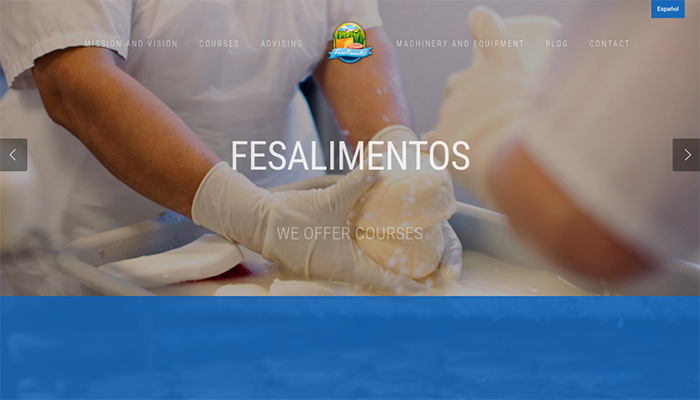 Español
MISSION AND VISION COURSES ADVISING MACHINERY AND EQUIPMENT BLOG CONTACT
FESALIMENTOS
WE OFFER COURSES